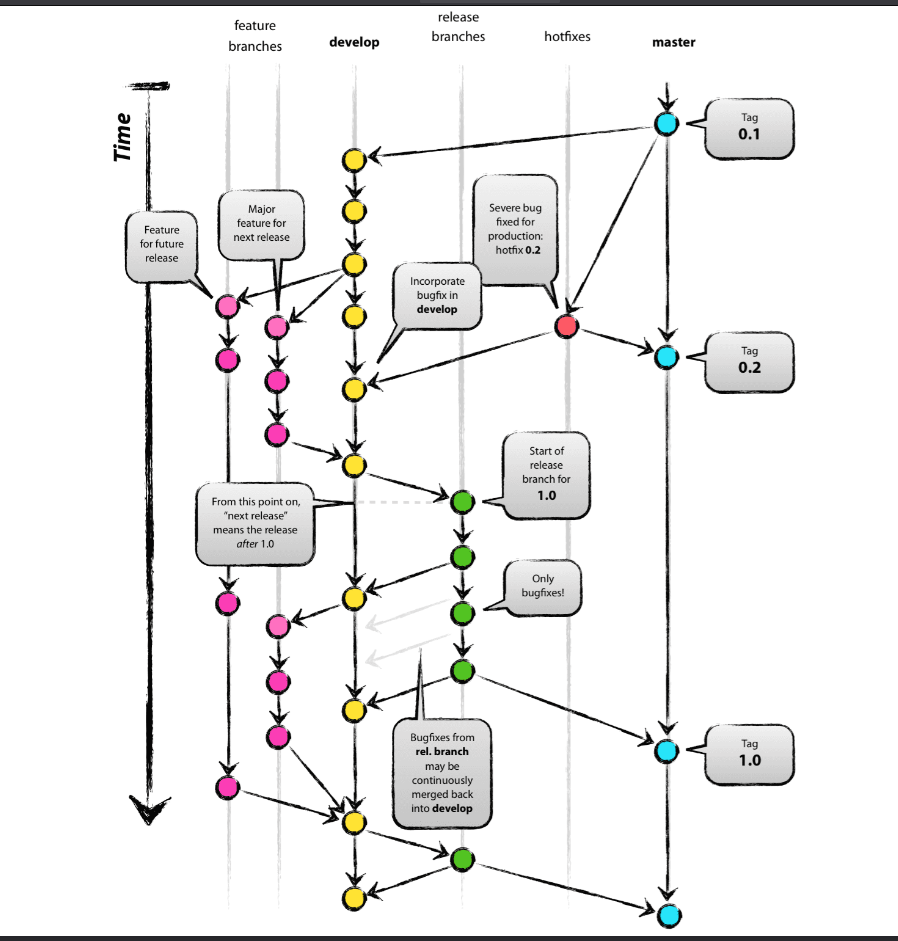 feature
branches
develop
release
branches
hotfixes
master
Time
Tag
0.1
Feature
for future
release
Major
feature for
next release
Severe bug
fixed for
production:
hotfix 0.2
Incorporate
bugfix in
develop
Tag
0.2
Start of
release
branch for
1.0
From this point on,
“next release”
means the release
after 1.0
Only
bugfixes!
Bugfixes from
rel. branch
may be
continuously
merged back
into develop
Tag
1.0